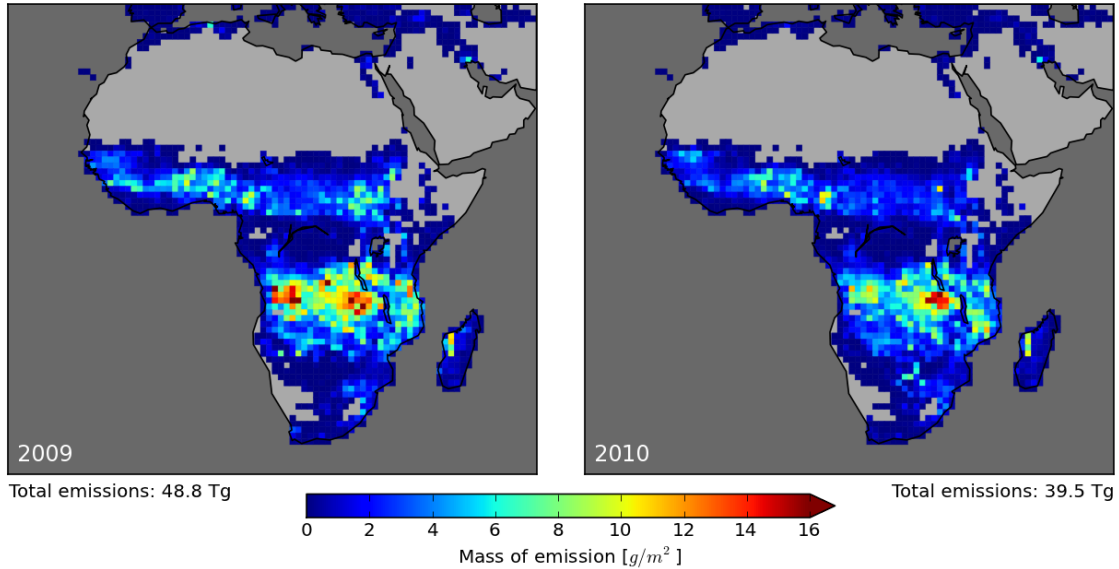 2009
2010
Total emissions: 48.8 Tg
Total emissions: 39.5 Tg
0 2 4 6 8 10 12 14 16
Mass of emission [g/m² ]